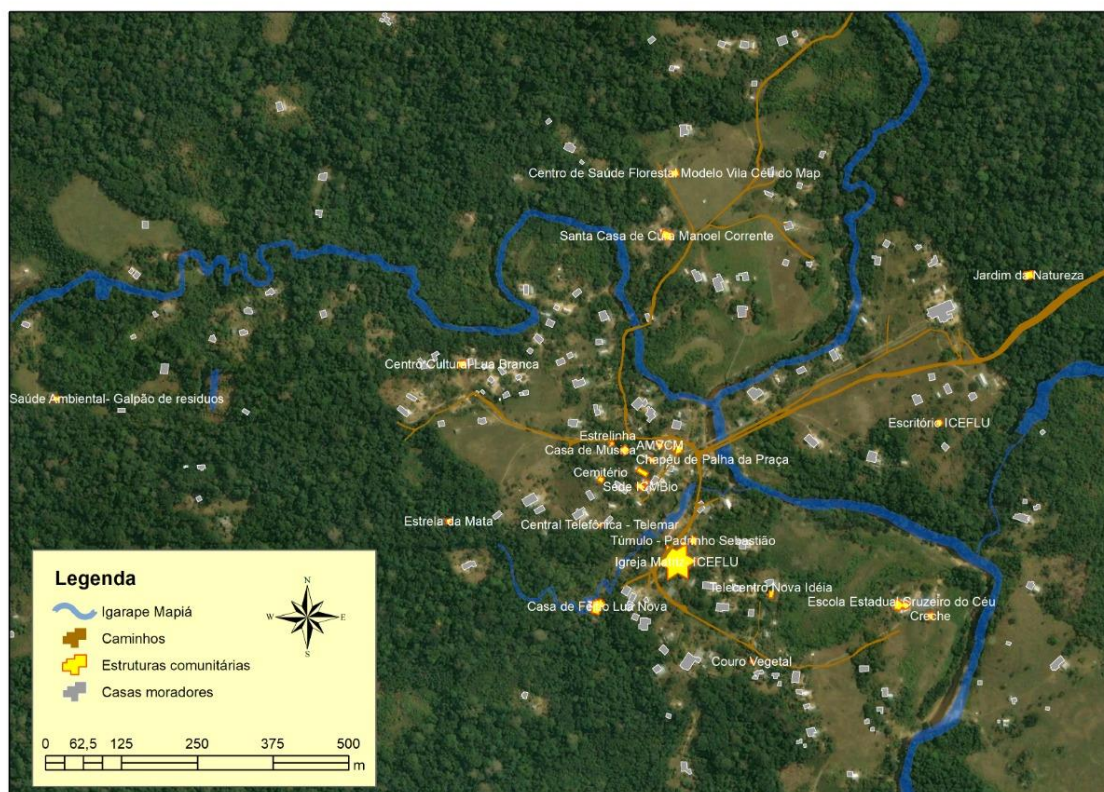 Centro de Saúde Florestal Modelo Vila Céu do Map
Santa Casa de Cura Manoel Corrente
Jardim da Natureza
Centro Cultural Lua Branca
Saúde Ambiental- Galpão de resíduos
Escritório ICEFLU
Estrelinha
AMVCM
Casa de Música
Chapéu de Palha da Praça
Cemitério
Sede ICMBio
Estrela da Mata
Central Telefônica - Telemar
Túmulo - Padrinho Sebastião
Igreja Matriz ICEFLU
Telecentro Nova Idéia
Casa de Feitio Lua Nova
Escola Estadual Cruzeiro do Céu
Creche
Couro Vegetal
Legenda
Igarape Mapiá
Caminhos
Estruturas comunitárias
Casas moradores
N
W E
S
0 62,5 125 250 375 500
m